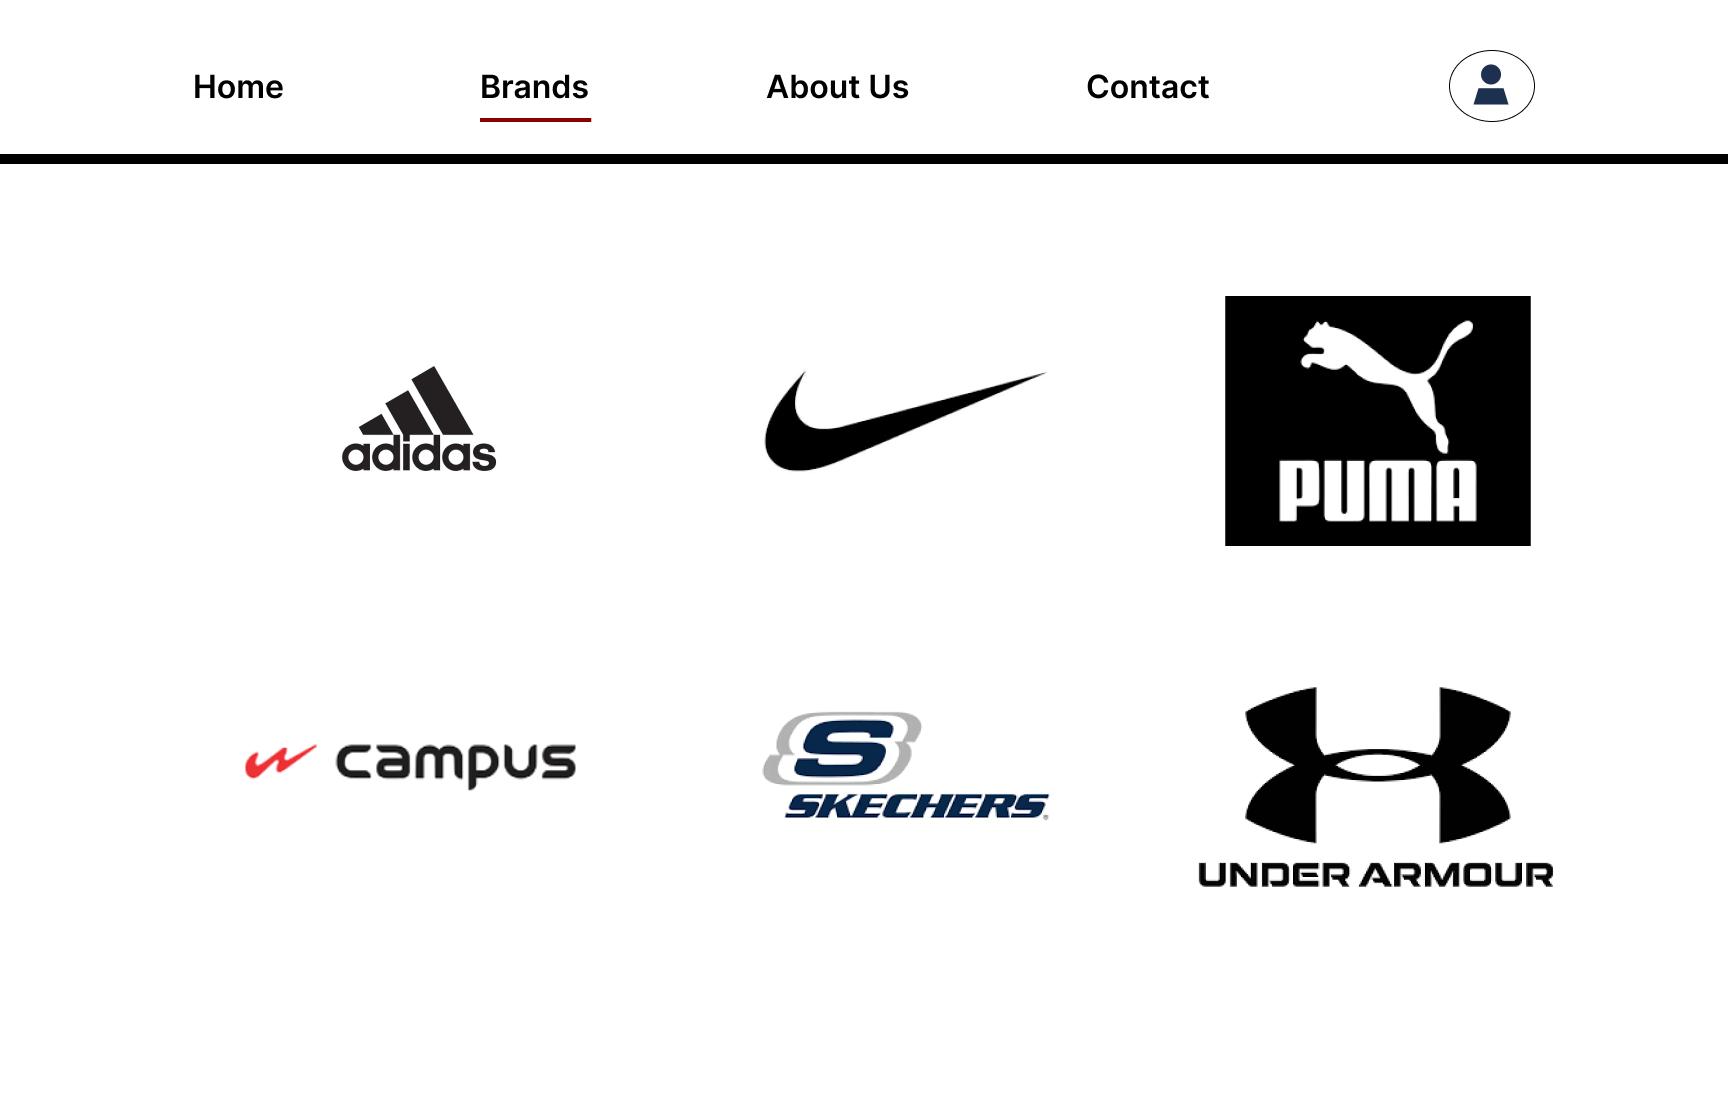 Home
Brands
About Us
Contact
adidas
PUMA
campus
S
SKECHERS®
UNDER ARMOUR